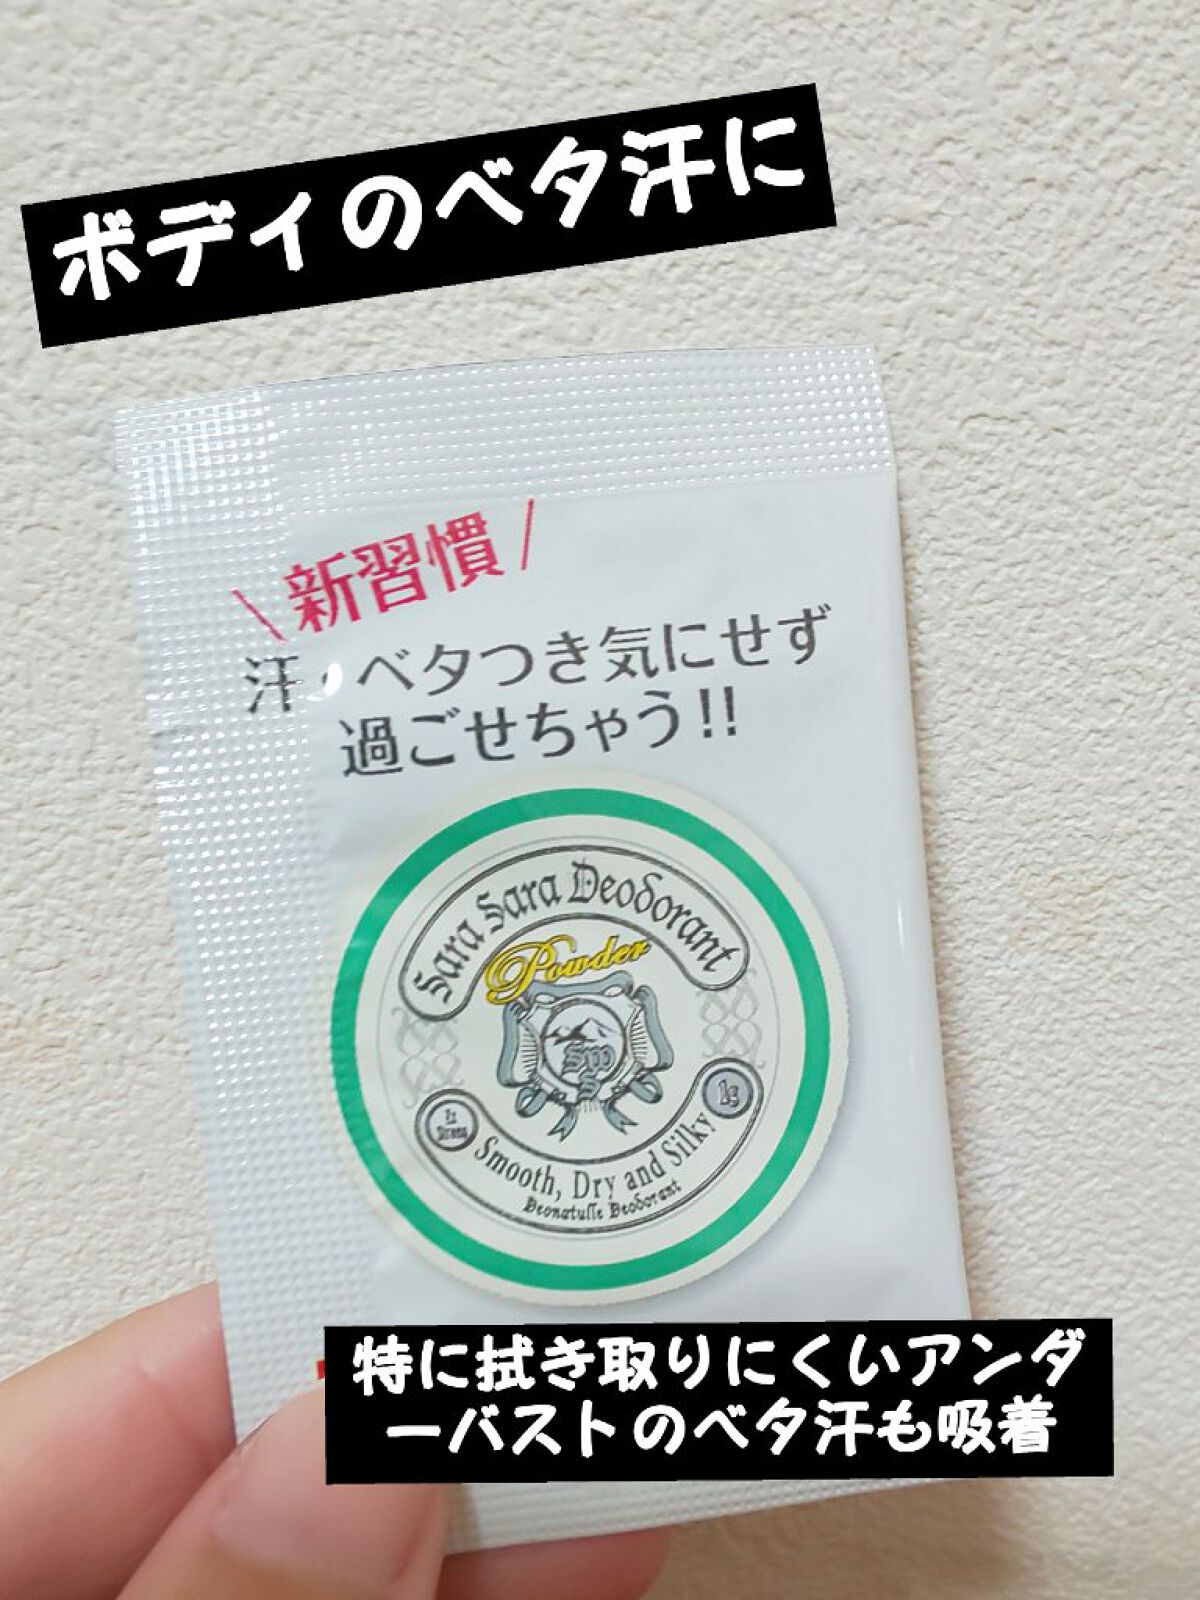 ボディのベタ汗に
\新習慣/
汗・ベタつき気にせず
過ごせちゃう!!
Sara Sara Deodorant
Powder
1g
Smooth, Dry and Silky
Deonatulle Deodorant
特に拭き取りにくいアンダ
ーバストのベタ汗も吸着